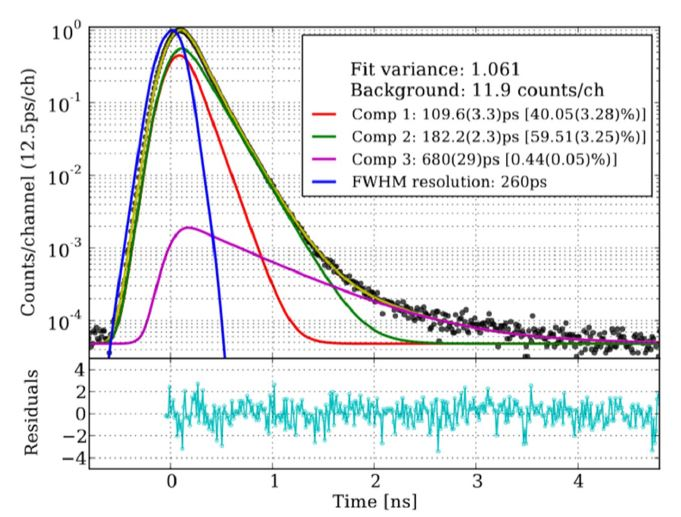 10⁰
10⁻¹
10⁻²
10⁻³
10⁻⁴
Counts/channel (12.5ps/ch)
Fit variance: 1.061
Background: 11.9 counts/ch
Comp 1: 109.6(3.3)ps [40.05(3.28)%)]
Comp 2: 182.2(2.3)ps [59.51(3.25)%)]
Comp 3: 680(29)ps [0.44(0.05)%)]
FWHM resolution: 260ps
4
2
0
−2
−4
Residuals
0 1 2 3 4
Time [ns]